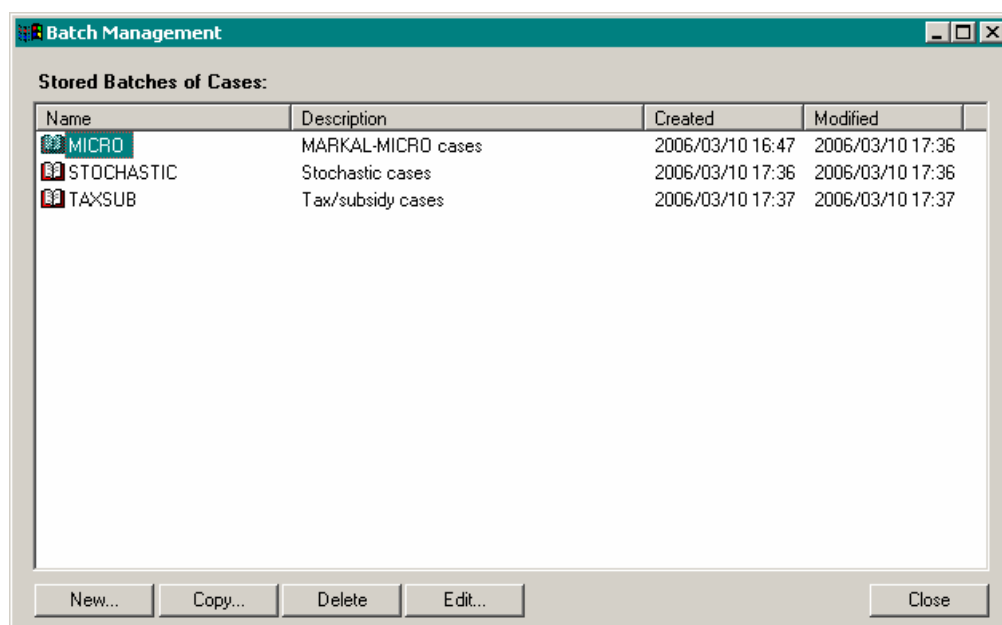 Batch Management
Stored Batches of Cases:
Name Description Created Modified
MICRO MARKAL-MICRO cases 2006/03/10 16:47 2006/03/10 17:36
STOCHASTIC Stochastic cases 2006/03/10 17:36 2006/03/10 17:36
TAXSUB Tax/subsidy cases 2006/03/10 17:37 2006/03/10 17:37
New... Copy... Delete Edit... Close